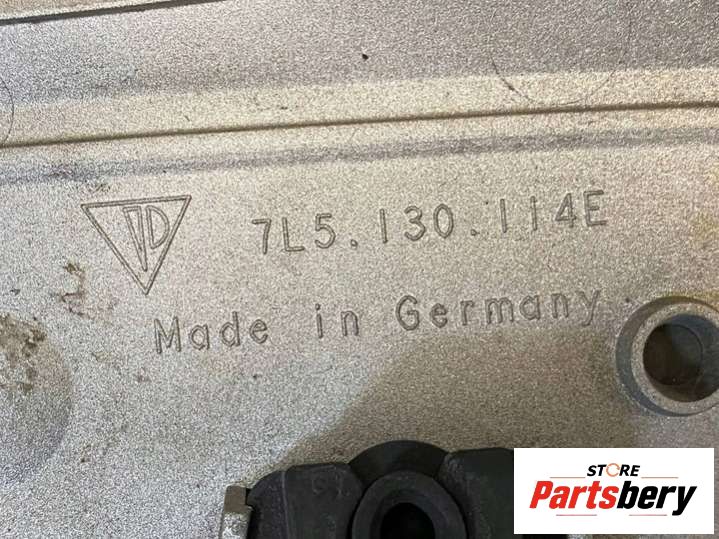 7L5.130.114E
Made in Germany
STORE
Partsbery